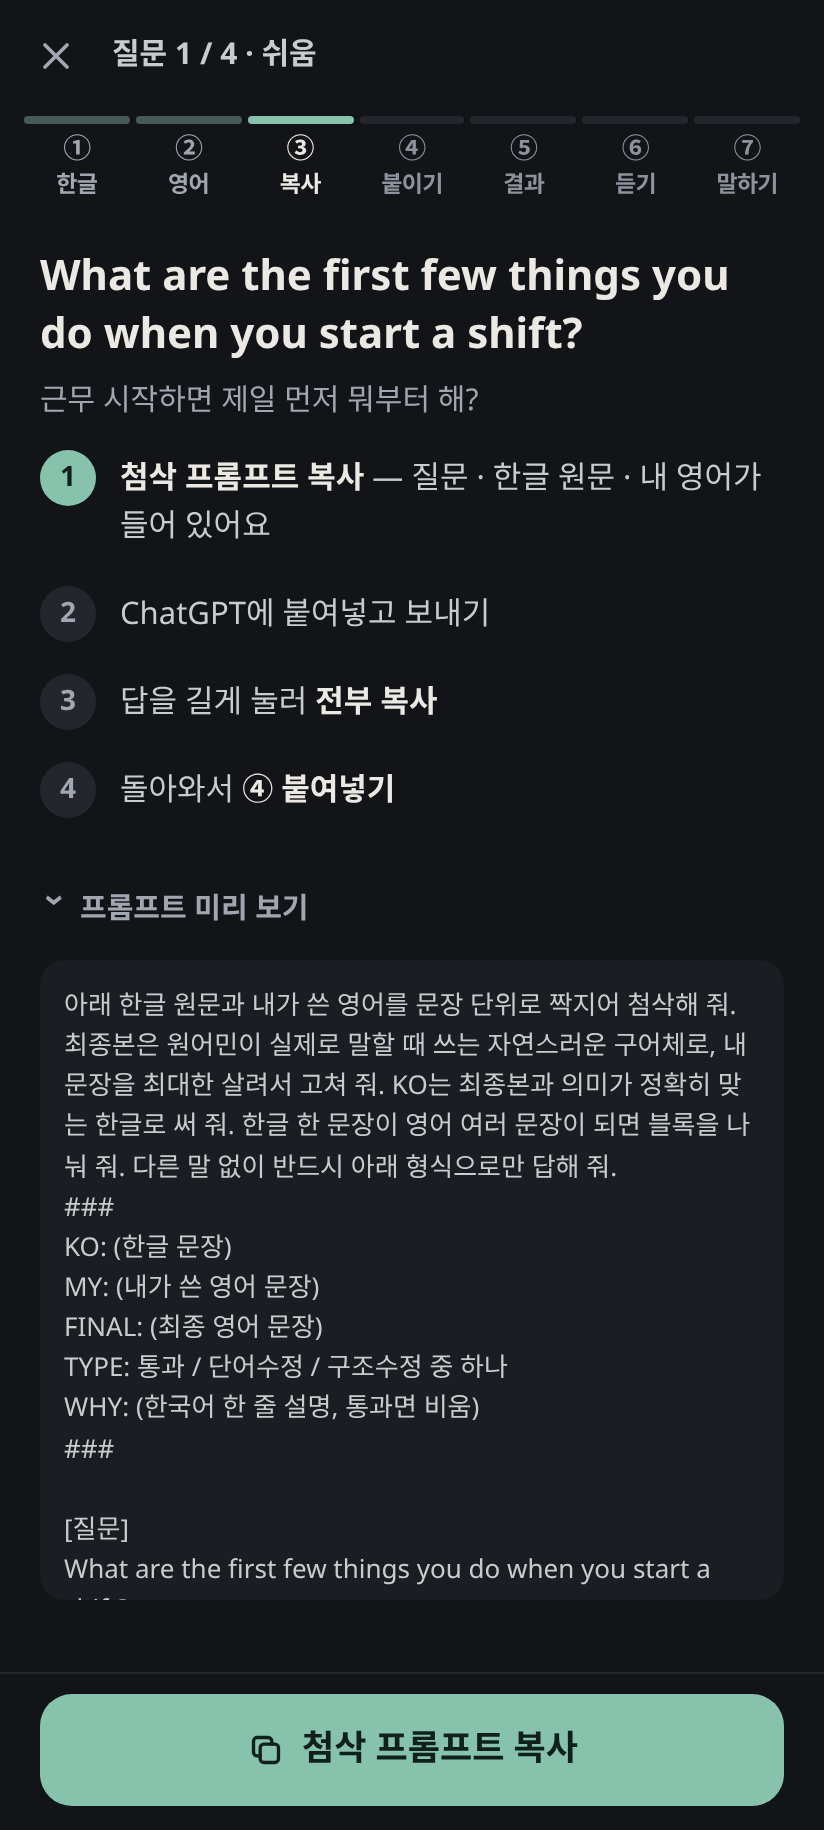 질문 1 / 4 · 쉬움
① ② ③ ④ ⑤ ⑥ ⑦
한글 영어 복사 붙이기 결과 듣기 말하기
What are the first few things you
do when you start a shift?
근무 시작하면 제일 먼저 뭐부터 해?
1 첨삭 프롬프트 복사 — 질문 · 한글 원문 · 내 영어가
들어 있어요
2 ChatGPT에 붙여넣고 보내기
3 답을 길게 눌러 전부 복사
4 돌아와서 ④ 붙여넣기
프롬프트 미리 보기
아래 한글 원문과 내가 쓴 영어를 문장 단위로 짝지어 첨삭해 줘.
최종본은 원어민이 실제로 말할 때 쓰는 자연스러운 구어체로, 내
문장을 최대한 살려서 고쳐 줘. KO는 최종본과 의미가 정확히 맞
는 한글로 써 줘. 한글 한 문장이 영어 여러 문장이 되면 블록을 나
눠 줘. 다른 말 없이 반드시 아래 형식으로만 답해 줘.
###
KO: (한글 문장)
MY: (내가 쓴 영어 문장)
FINAL: (최종 영어 문장)
TYPE: 통과 / 단어수정 / 구조수정 중 하나
WHY: (한국어 한 줄 설명, 통과면 비움)
###
[질문]
What are the first few things you do when you start a
첨삭 프롬프트 복사